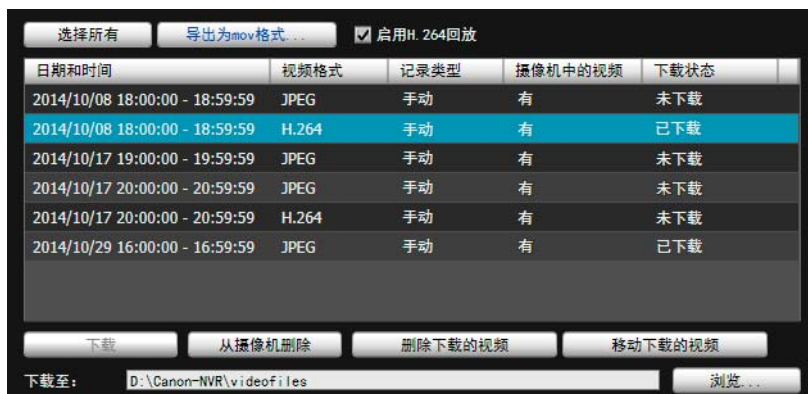 选择所有 导出为mov格式... 启用H.264回放
日期和时间 视频格式 记录类型 摄像机中的视频 下载状态
2014/10/08 18:00:00 - 18:59:59 JPEG 手动 有 未下载
2014/10/08 18:00:00 - 18:59:59 H.264 手动 有 已下载
2014/10/17 19:00:00 - 19:59:59 JPEG 手动 有 未下载
2014/10/17 20:00:00 - 20:59:59 JPEG 手动 有 未下载
2014/10/17 20:00:00 - 20:59:59 H.264 手动 有 未下载
2014/10/29 16:00:00 - 16:59:59 JPEG 手动 有 已下载
下载 从摄像机删除 删除下载的视频 移动下载的视频
下载至: D:\Canon-NVR\videofiles 浏览...